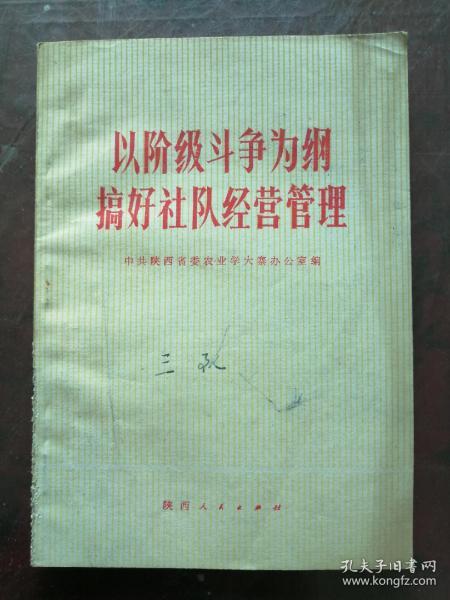 以阶级斗争为纲
搞好社队经营管理
中共陕西省委农业学大寨办公室编
三队
陕西人民出版社
孔夫子旧书网
www.kongfz.com